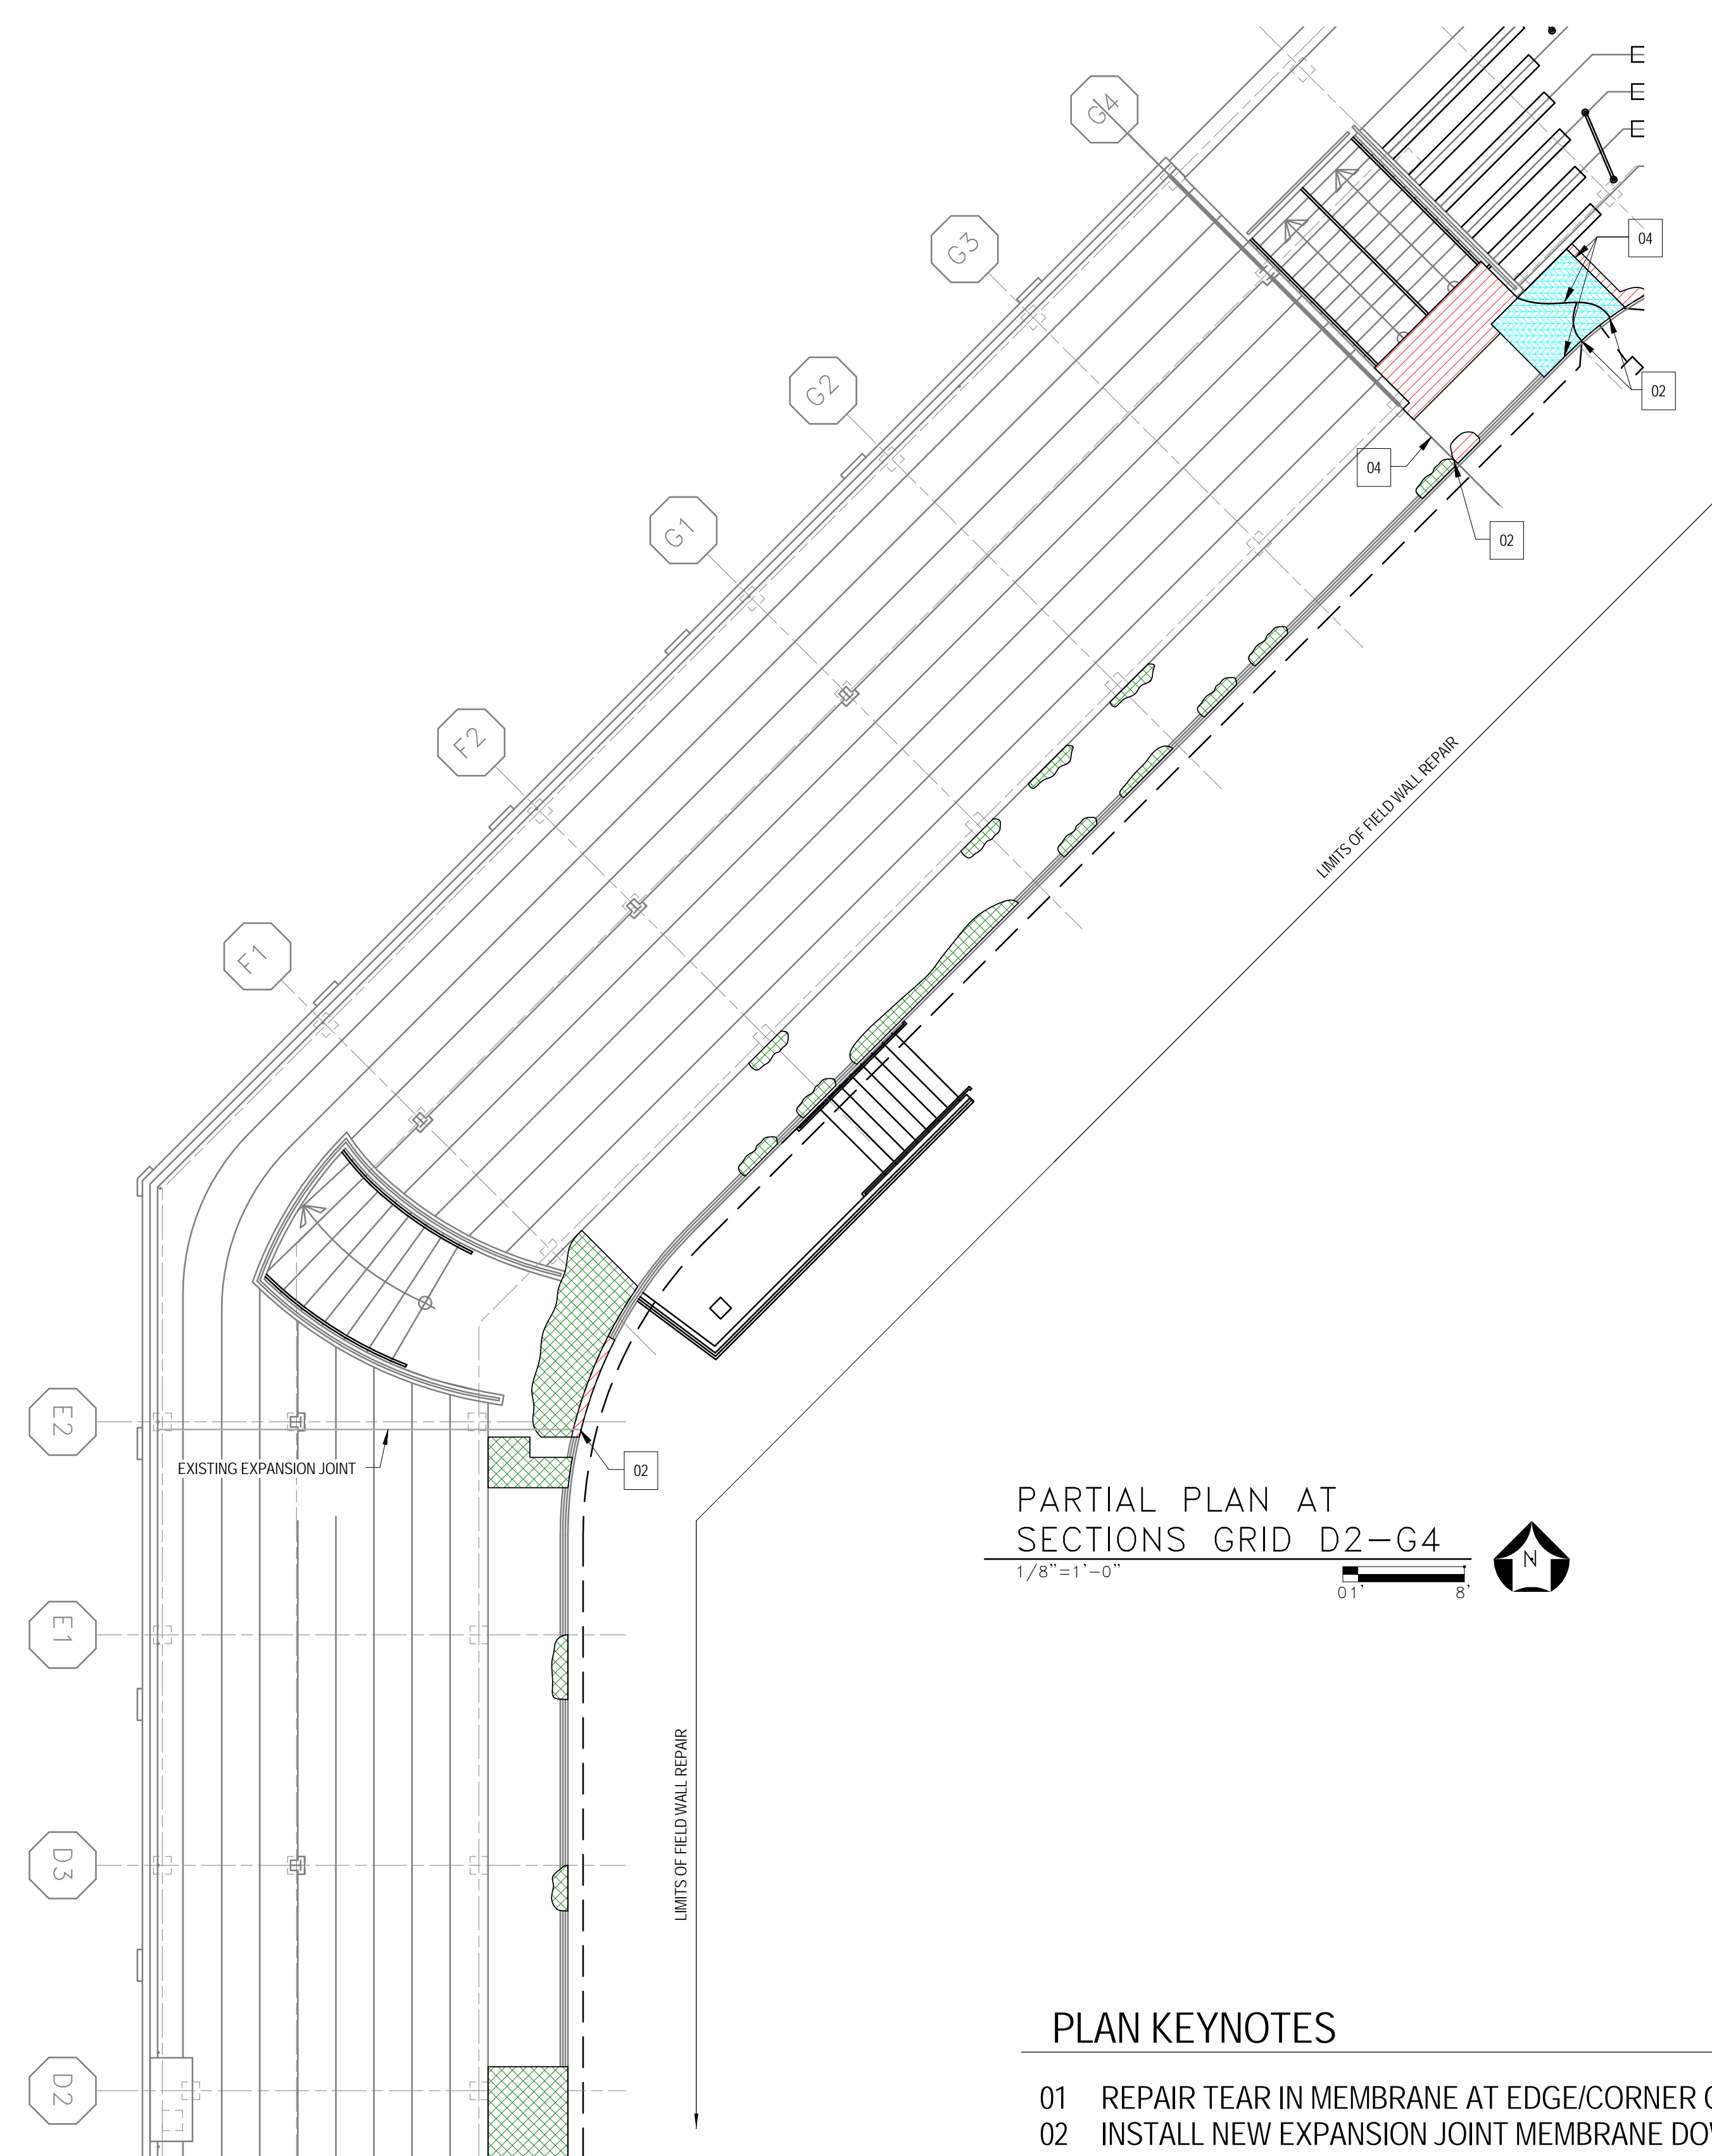 G4
04
G3
02
G2
04
G1
02
LIMITS OF FIELD WALL REPAIR
F2
F1
E2
EXISTING EXPANSION JOINT
02
PARTIAL PLAN AT
SECTIONS GRID D2-G4
1/8"=1'-0"
0 1' 8'
N
E1
LIMITS OF FIELD WALL REPAIR
D3
D2
PLAN KEYNOTES
01 REPAIR TEAR IN MEMBRANE AT EDGE/CORNER
02 INSTALL NEW EXPANSION JOINT MEMBRANE